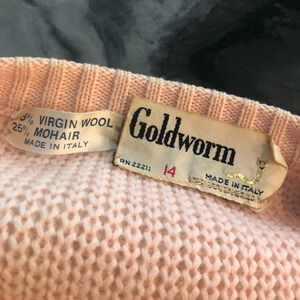 % VIRGIN WOOL
25% MOHAIR
MADE IN ITALY
Goldworm
RN 22211 14
MADE IN ITALY